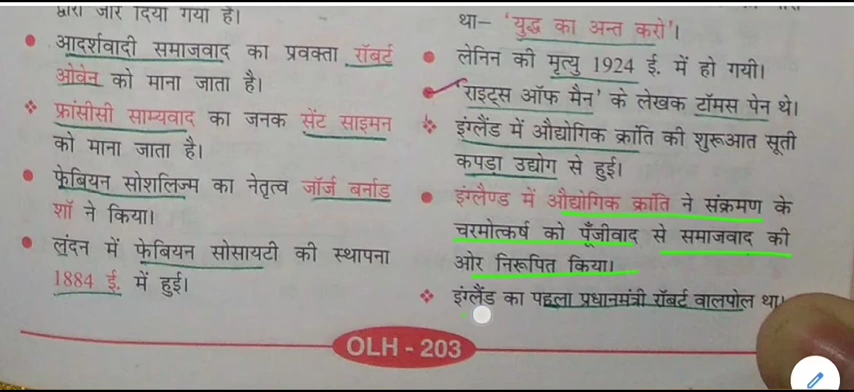 द्वारा जोर दिया गया है।
आदर्शवादी समाजवाद का प्रवक्ता रॉबर्ट
ओवेन को माना जाता है।
फ्रांसीसी साम्यवाद का जनक सेंट साइमन
को माना जाता है।
फेबियन सोशलिज्म का नेतृत्व जॉर्ज बर्नाड
शॉ ने किया।
लंदन में फेबियन सोसायटी की स्थापना
1884 ई. में हुई।
था– 'युद्ध का अन्त करो'।
लेनिन की मृत्यु 1924 ई. में हो गयी।
'राइट्स ऑफ मैन' के लेखक टॉमस पेन थे।
इंग्लैंड में औद्योगिक क्रांति की शुरूआत सूती
कपड़ा उद्योग से हुई।
इंग्लैण्ड में औद्योगिक क्रांति ने संक्रमण के
चरमोत्कर्ष को पूँजीवाद से समाजवाद की
ओर निरूपित किया।
इंग्लैंड का पहला प्रधानमंत्री रॉबर्ट वालपोल था।
OLH - 203